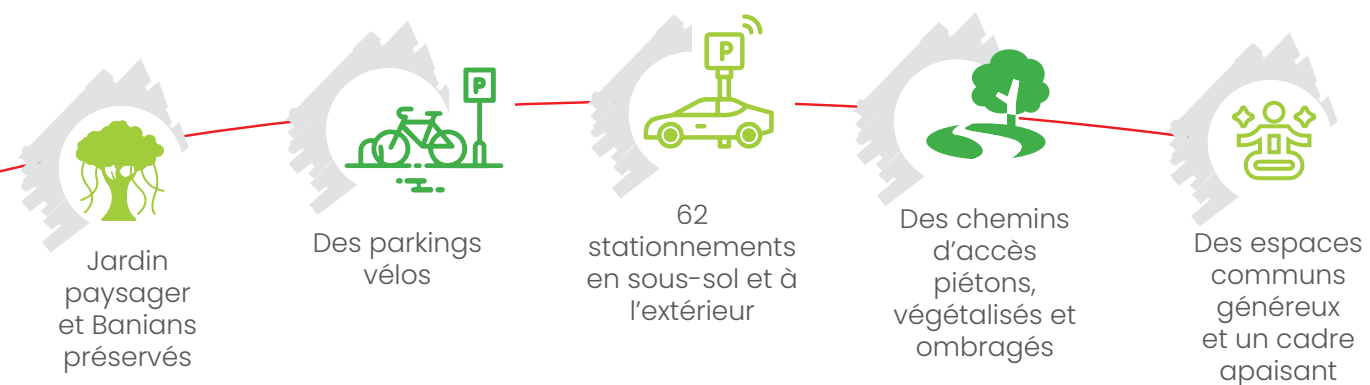 P
P
Jardin
paysager
et Banians
préservés
Des parkings
vélos
62
stationnements
en sous-sol et à
l’extérieur
Des chemins
d’accès
piétons,
végétalisés et
ombragés
Des espaces
communs
généreux
et un cadre
apaisant